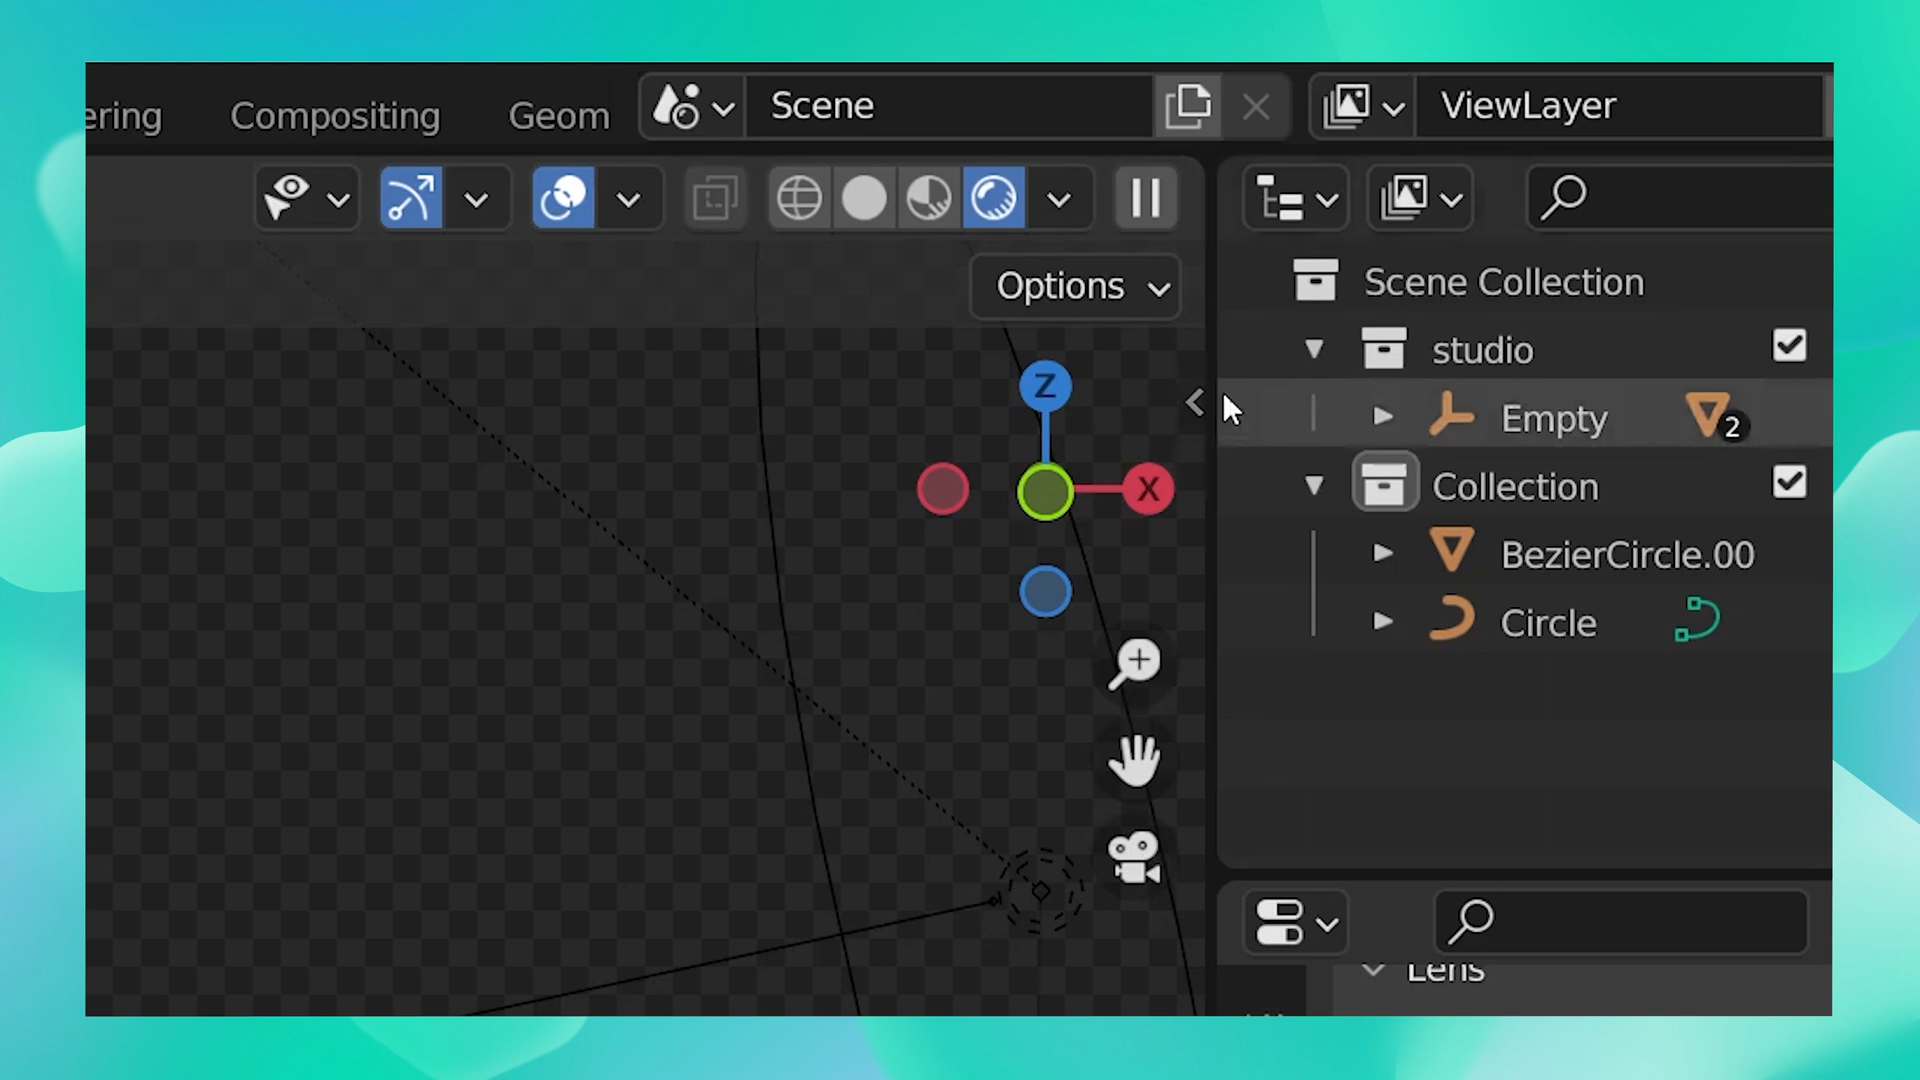 ering Compositing Geom Scene ViewLayer
Options
Scene Collection
studio
Z
Empty 2
X
Collection
BezierCircle.00
Circle
Lens